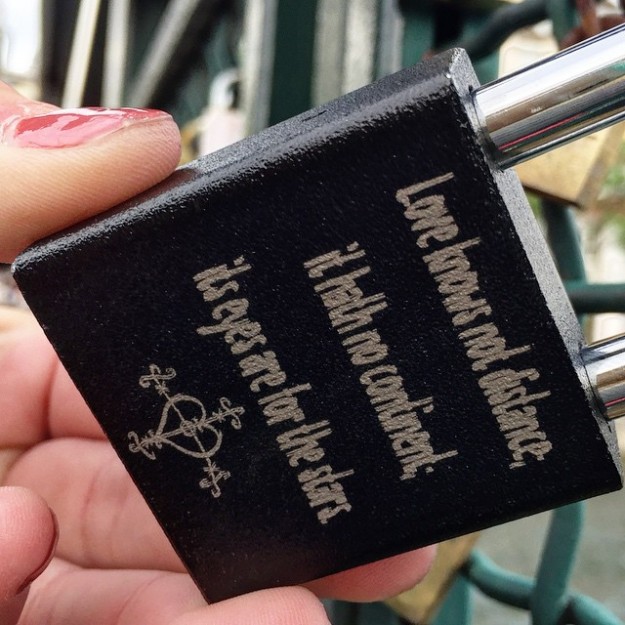 Love knows not distance,
it hath no continent;
its eyes are for the stars.